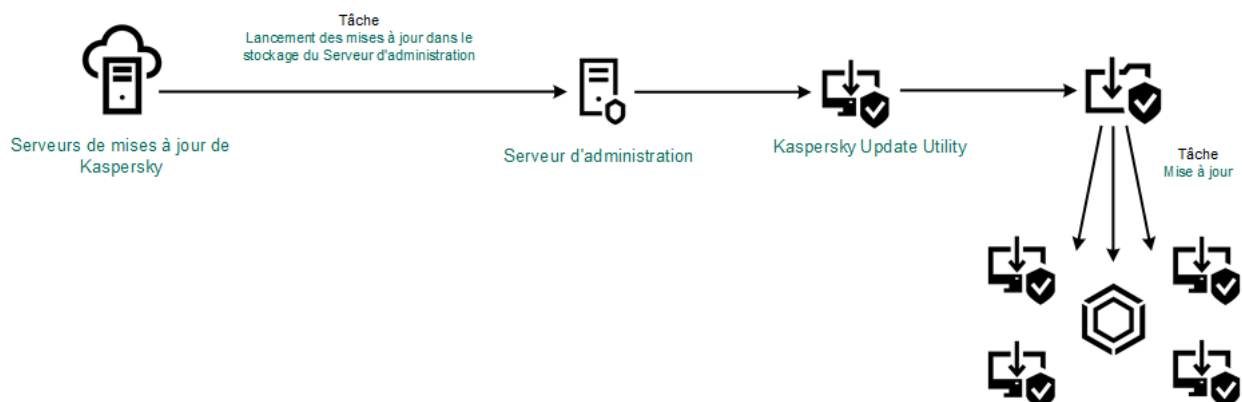 Tâche
Lancement des mises à jour dans le
stockage du Serveur d'administration
Serveurs de mises à jour de
Kaspersky
Serveur d'administration
Kaspersky Update Utility
Tâche
Mise à jour